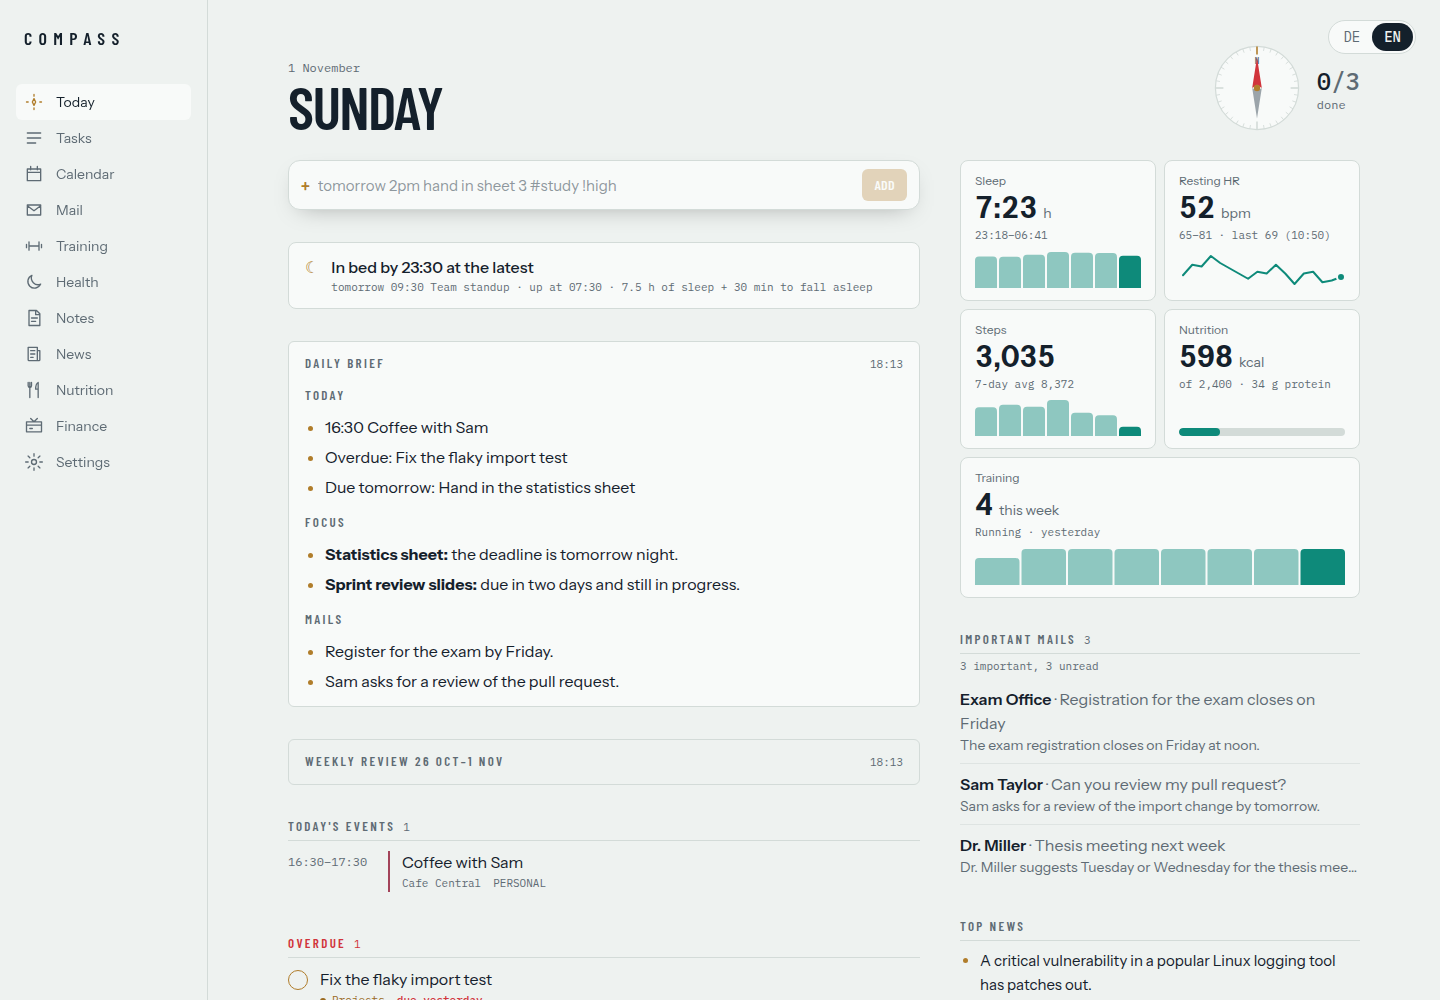 COMPASS
Today
Tasks
Calendar
Mail
Training
Health
Notes
News
Nutrition
Finance
Settings
DE EN
1 November
SUNDAY
N
0/3
done
+ tomorrow 2pm hand in sheet 3 #study !high
ADD
In bed by 23:30 at the latest
tomorrow 09:30 Team standup · up at 07:30 · 7.5 h of sleep + 30 min to fall asleep
DAILY BRIEF 18:13
TODAY
16:30 Coffee with Sam
Overdue: Fix the flaky import test
Due tomorrow: Hand in the statistics sheet
FOCUS
Statistics sheet: the deadline is tomorrow night.
Sprint review slides: due in two days and still in progress.
MAILS
Register for the exam by Friday.
Sam asks for a review of the pull request.
WEEKLY REVIEW 26 OCT–1 NOV 18:13
TODAY'S EVENTS 1
16:30–17:30 Coffee with Sam
Cafe Central PERSONAL
OVERDUE 1
Fix the flaky import test
Projects due yesterday
Sleep
7:23 h
23:18–06:41
Resting HR
52 bpm
65–81 · last 69 (10:50)
Steps
3,035
7-day avg 8,372
Nutrition
598 kcal
of 2,400 · 34 g protein
Training
4 this week
Running · yesterday
IMPORTANT MAILS 3
3 important, 3 unread
Exam Office · Registration for the exam closes on
Friday
The exam registration closes on Friday at noon.
Sam Taylor · Can you review my pull request?
Sam asks for a review of the import change by tomorrow.
Dr. Miller · Thesis meeting next week
Dr. Miller suggests Tuesday or Wednesday for the thesis mee…
TOP NEWS
A critical vulnerability in a popular Linux logging tool
has patches out.